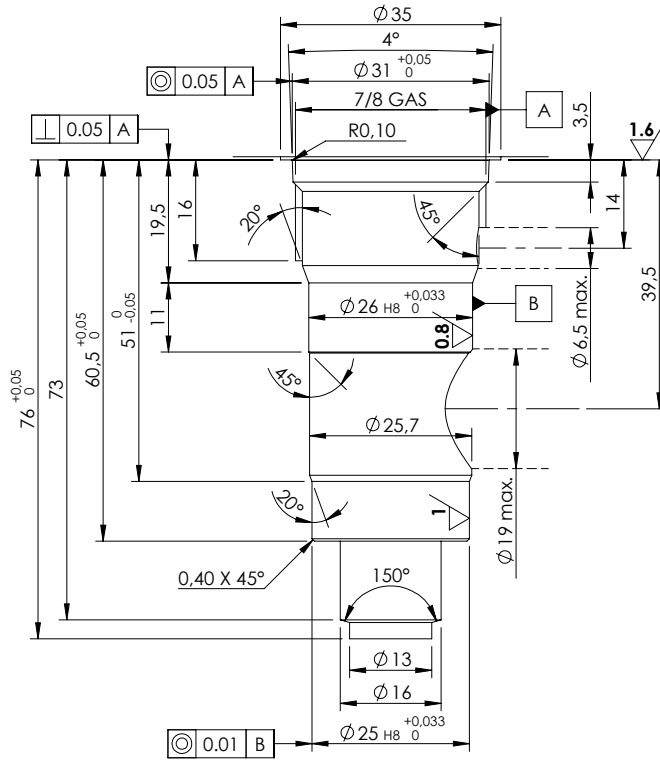 Ø35
4°
Ø31 +0,05 0
0.05 A
7/8 GAS
A
R0,10
0.05 A
3,5
1.6
16
19,5
20°
45°
14
39,5
Ø26 H8 +0,033 0
B
Ø6,5 max.
11
0.8
51 0 -0,05
60,5 +0,05 0
73
76 +0,05 0
45°
Ø25,7
20°
1
Ø19 max.
0,40 X 45°
150°
Ø13
Ø16
0.01 B
Ø25 H8 +0,033 0